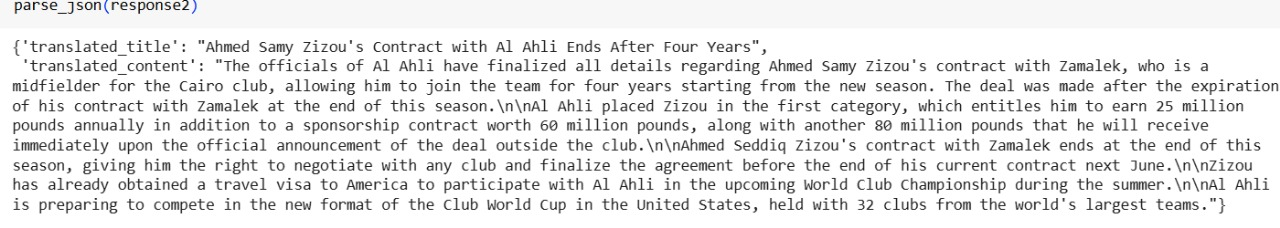 parse_json(response2)
{'translated_title': "Ahmed Samy Zizou's Contract with Al Ahli Ends After Four Years",
'translated_content': "The officials of Al Ahli have finalized all details regarding Ahmed Samy Zizou's contract with Zamalek, who is a
midfielder for the Cairo club, allowing him to join the team for four years starting from the new season. The deal was made after the expiration
of his contract with Zamalek at the end of this season.\n\nAl Ahli placed Zizou in the first category, which entitles him to earn 25 million
pounds annually in addition to a sponsorship contract worth 60 million pounds, along with another 80 million pounds that he will receive
immediately upon the official announcement of the deal outside the club.\n\nAhmed Seddiq Zizou's contract with Zamalek ends at the end of this
season, giving him the right to negotiate with any club and finalize the agreement before the end of his current contract next June.\n\nZizou
has already obtained a travel visa to America to participate with Al Ahli in the upcoming World Club Championship during the summer.\n\nAl Ahli
is preparing to compete in the new format of the Club World Cup in the United States, held with 32 clubs from the world's largest teams."}